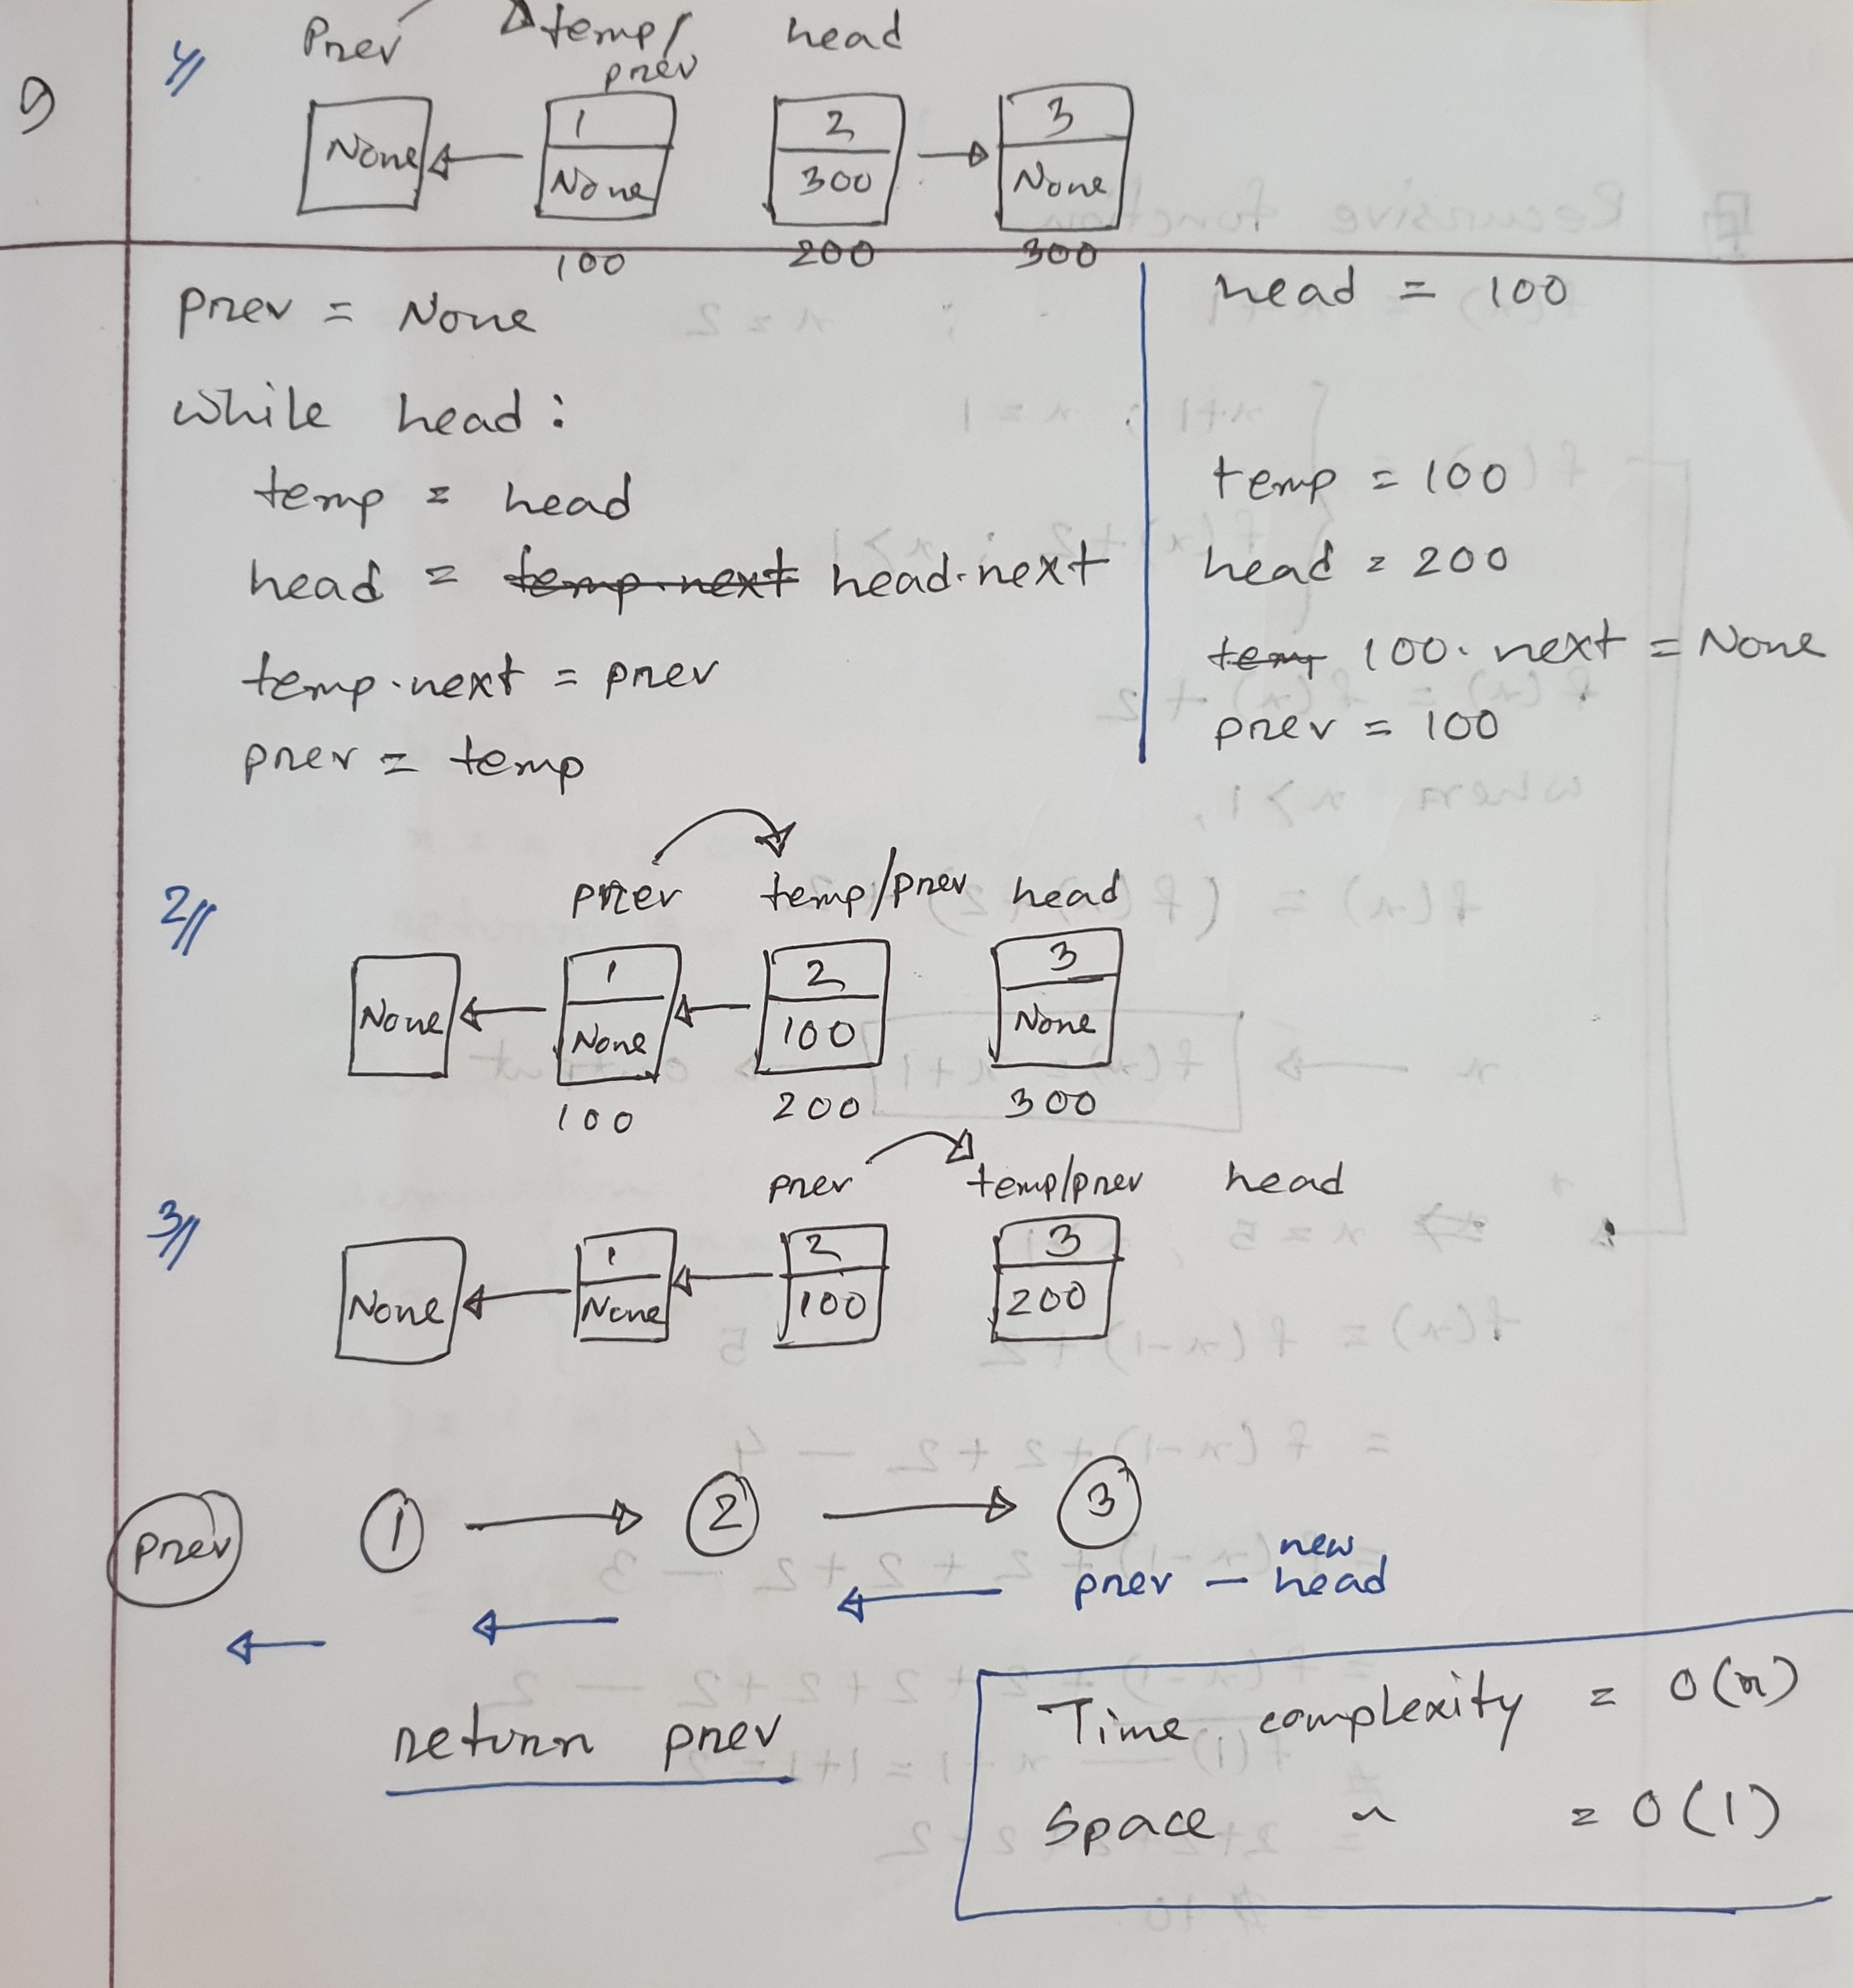 9
1//
Prev temp/ head
prev
None 1 2 3
None 300 None
100 200 300
prev = None
head = 100
while head:
temp = head
temp = 100
head = temp.next head.next
head = 200
temp.next = prev
temp 100.next = None
prev = temp
prev = 100
2//
prev temp/prev head
1 2 3
None None 100 None
100 200 300
3//
prev temp/prev head
1 2 3
None None 100 200
prev 1 2 3
new
prev - head
return prev
Time complexity = O(n)
Space " = O(1)